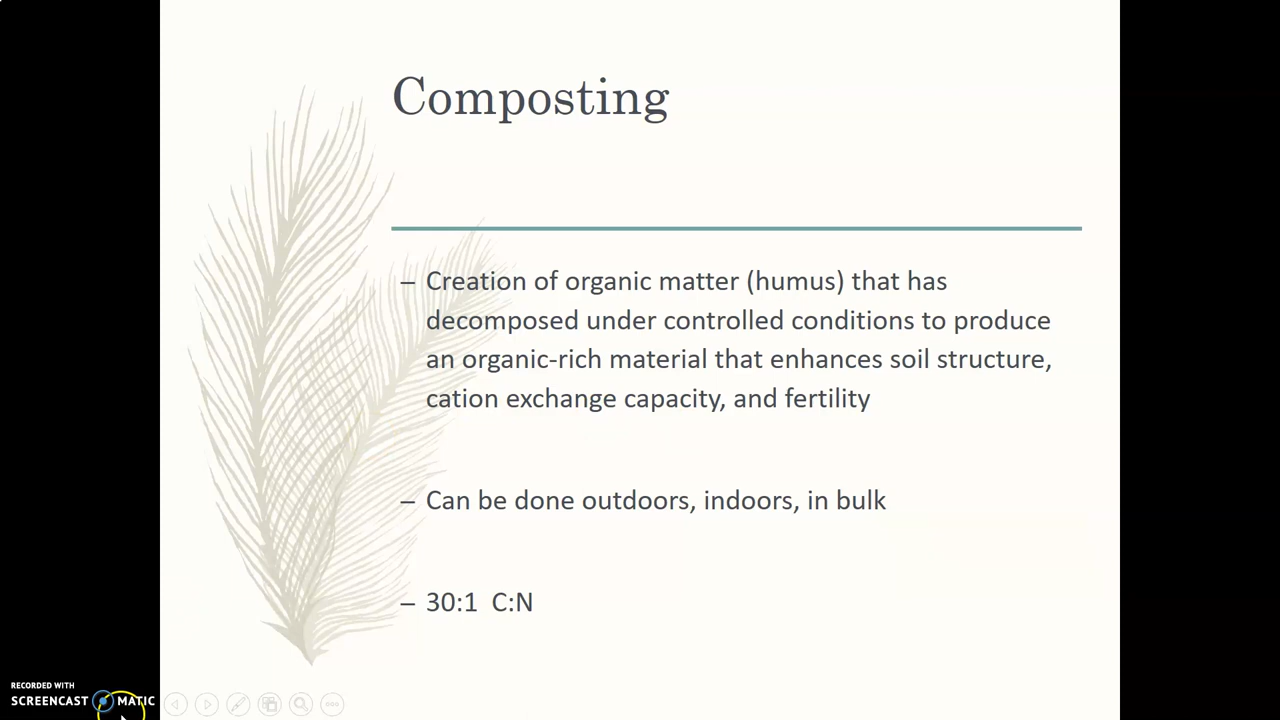 Composting
– Creation of organic matter (humus) that has
decomposed under controlled conditions to produce
an organic-rich material that enhances soil structure,
cation exchange capacity, and fertility
– Can be done outdoors, indoors, in bulk
– 30:1 C:N
RECORDED WITH
SCREENCAST MATIC